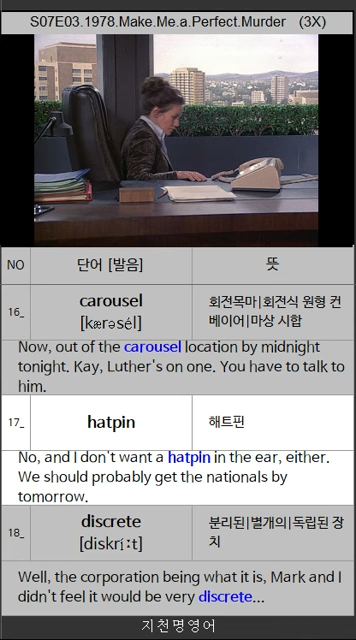 S07E03.1978.Make.Me.a.Perfect.Murder (3X)
NO 단어 [발음] 뜻
16_ carousel [kærəsél] 회전목마|회전식 원형 컨
베이어|마상 시합
Now, out of the carousel location by midnight
tonight. Kay, Luther's on one. You have to talk to
him.
17_ hatpin 해트핀
No, and I don't want a hatpin in the ear, either.
We should probably get the nationals by
tomorrow.
18_ discrete [diskríːt] 분리된|별개의|독립된 장
치
Well, the corporation being what it is, Mark and I
didn't feel it would be very discrete...
지천명영어